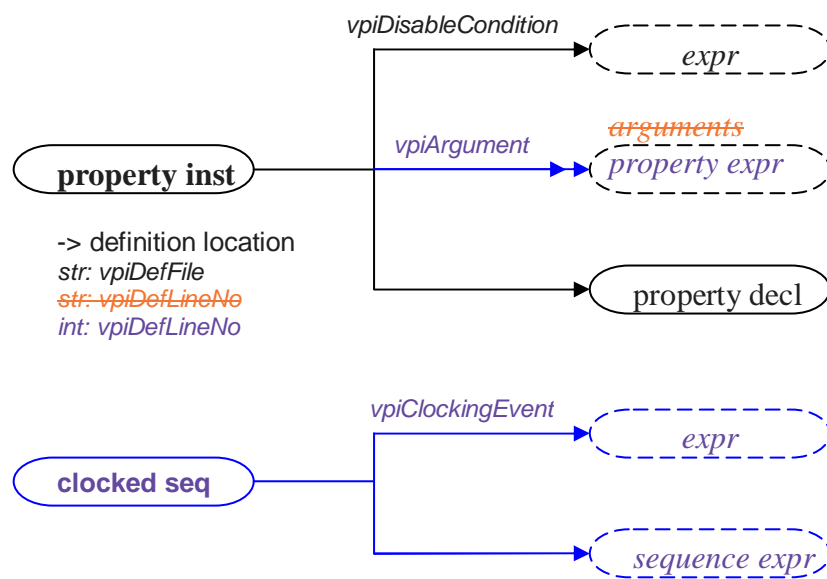 vpiDisableCondition
expr
arguments
vpiArgument
property inst
property expr
-> definition location
str: vpiDefFile
str: vpiDefLineNo
int: vpiDefLineNo
property decl
vpiClockingEvent
expr
clocked seq
sequence expr